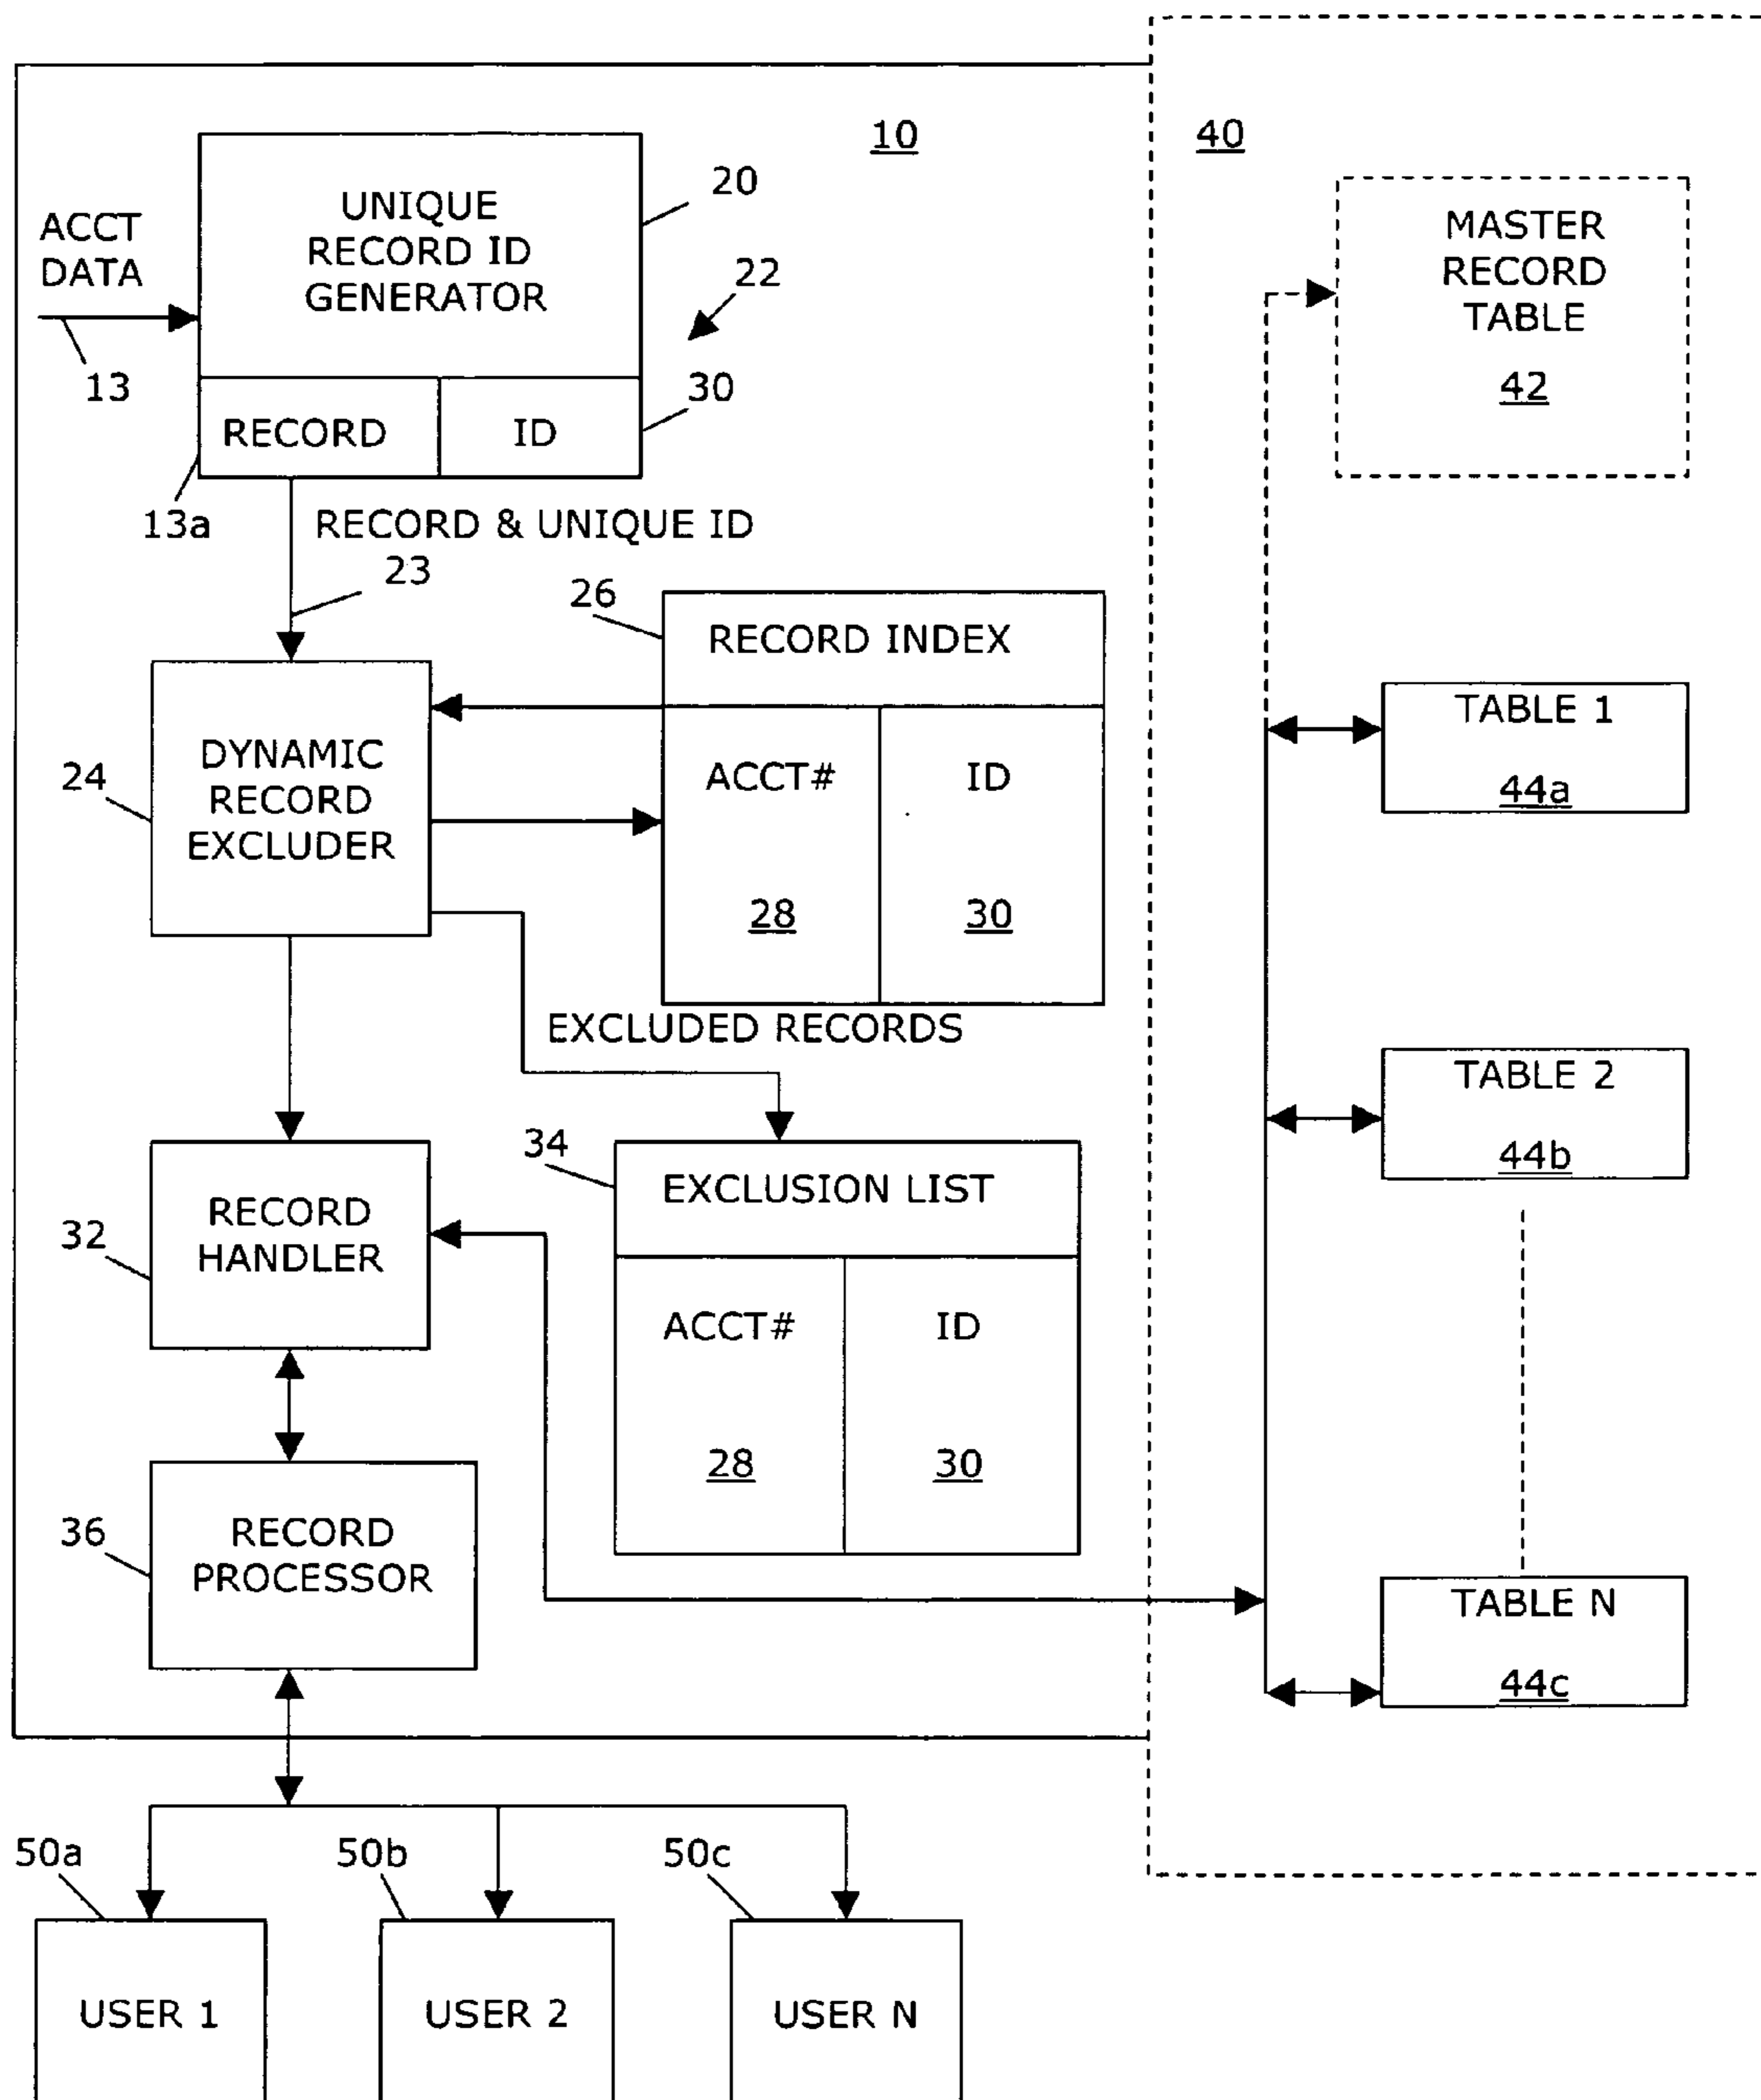 10
40
20
UNIQUE
RECORD ID
GENERATOR
ACCT
DATA
22
13
30
RECORD
ID
13a
RECORD & UNIQUE ID
23
MASTER
RECORD
TABLE
42
26
RECORD INDEX
TABLE 1
44a
24
DYNAMIC
RECORD
EXCLUDER
ACCT#
ID
28
30
EXCLUDED RECORDS
TABLE 2
44b
34
EXCLUSION LIST
32
RECORD
HANDLER
ACCT#
ID
28
30
36
RECORD
PROCESSOR
TABLE N
44c
50a
50b
50c
USER 1
USER 2
USER N